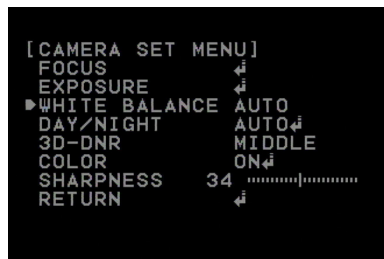 [CAMERA SET MENU]
FOCUS ↲
EXPOSURE ↲
WHITE BALANCE AUTO
DAY/NIGHT AUTO↲
3D-DNR MIDDLE
COLOR ON↲
SHARPNESS 34
RETURN ↲